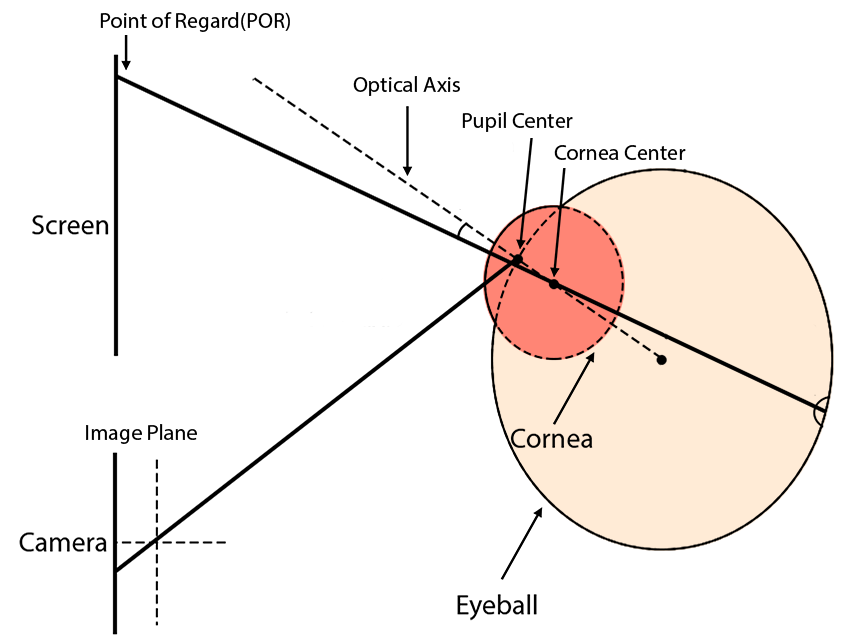 Point of Regard(POR)
Optical Axis
Pupil Center
Cornea Center
Screen
Image Plane
Cornea
Camera
Eyeball